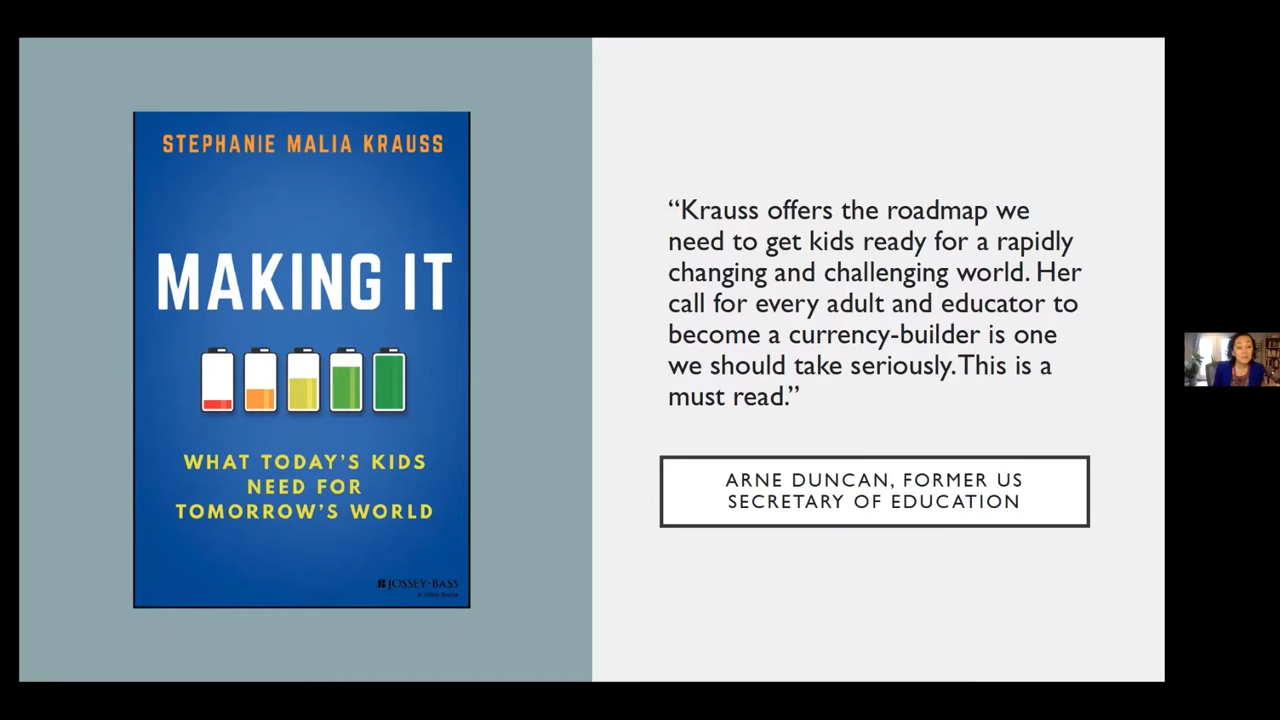 STEPHANIE MALIA KRAUSS
MAKING IT
WHAT TODAY'S KIDS
NEED FOR
TOMORROW'S WORLD
JOSSEY-BASS
A Wiley Brand
“Krauss offers the roadmap we
need to get kids ready for a rapidly
changing and challenging world. Her
call for every adult and educator to
become a currency-builder is one
we should take seriously. This is a
must read.”
ARNE DUNCAN, FORMER US
SECRETARY OF EDUCATION